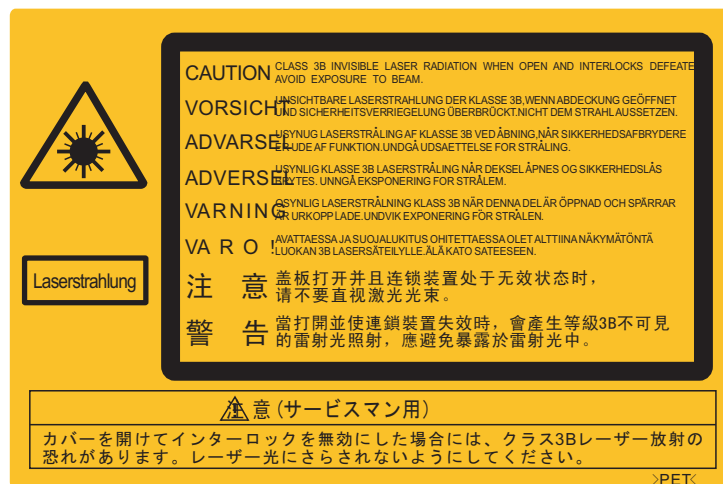 CAUTION CLASS 3B INVISIBLE LASER RADIATION WHEN OPEN AND INTERLOCKS DEFEATE
AVOID EXPOSURE TO BEAM.
VORSICHT UNSICHTBARE LASERSTRAHLUNG DER KLASSE 3B,WENN ABDECKUNG GEÖFFNET
UND SICHERHEITSVERRIEGELUNG ÜBERBRÜCKT.NICHT DEM STRAHL AUSSETZEN.
ADVARSEL USYNUG LASERSTRÅLING AF KLASSE 3B VED ÅBNING,NÅR SIKKERHEDSAFBRYDERE
ER UDE AF FUNKTION.UNDGÅ UDSAETTELSE FOR STRÅLING.
ADVERSEL USYNLIG KLASSE 3B LASERSTRÅLING NÅR DEKSEL ÅPNES OG SIKKERHEDSLÅS
BRYTES. UNNGÅ EKSPONERING FOR STRÅLEM.
VARNING OSYNLIG LASERSTRÅLNING KLASS 3B NÄR DENNA DEL ÄR ÖPPNAD OCH SPÄRRAR
ÄR URKOPP LADE.UNDVIK EXPONERING FÖR STRÅLEN.
VARO! AVATTAESSA JA SUOJALUKITUS OHITETTAESSA OLET ALTTIINA NÄKYMÄTÖNTÄ
LUOKAN 3B LASERSÄTEILYLLE.ÄLÄ KATO SATEESEEN.
Laserstrahlung
注 意 盖板打开并且连锁装置处于无效状态时，
请不要直视激光光束。
警 告 當打開並使連鎖裝置失效時，會產生等級3B不可見
的雷射光照射，應避免暴露於雷射光中。
注意(サービスマン用)
カバーを開けてインターロックを無効にした場合には、クラス3Bレーザー放射の
恐れがあります。レーザー光にさらされないようにしてください。
>PET<